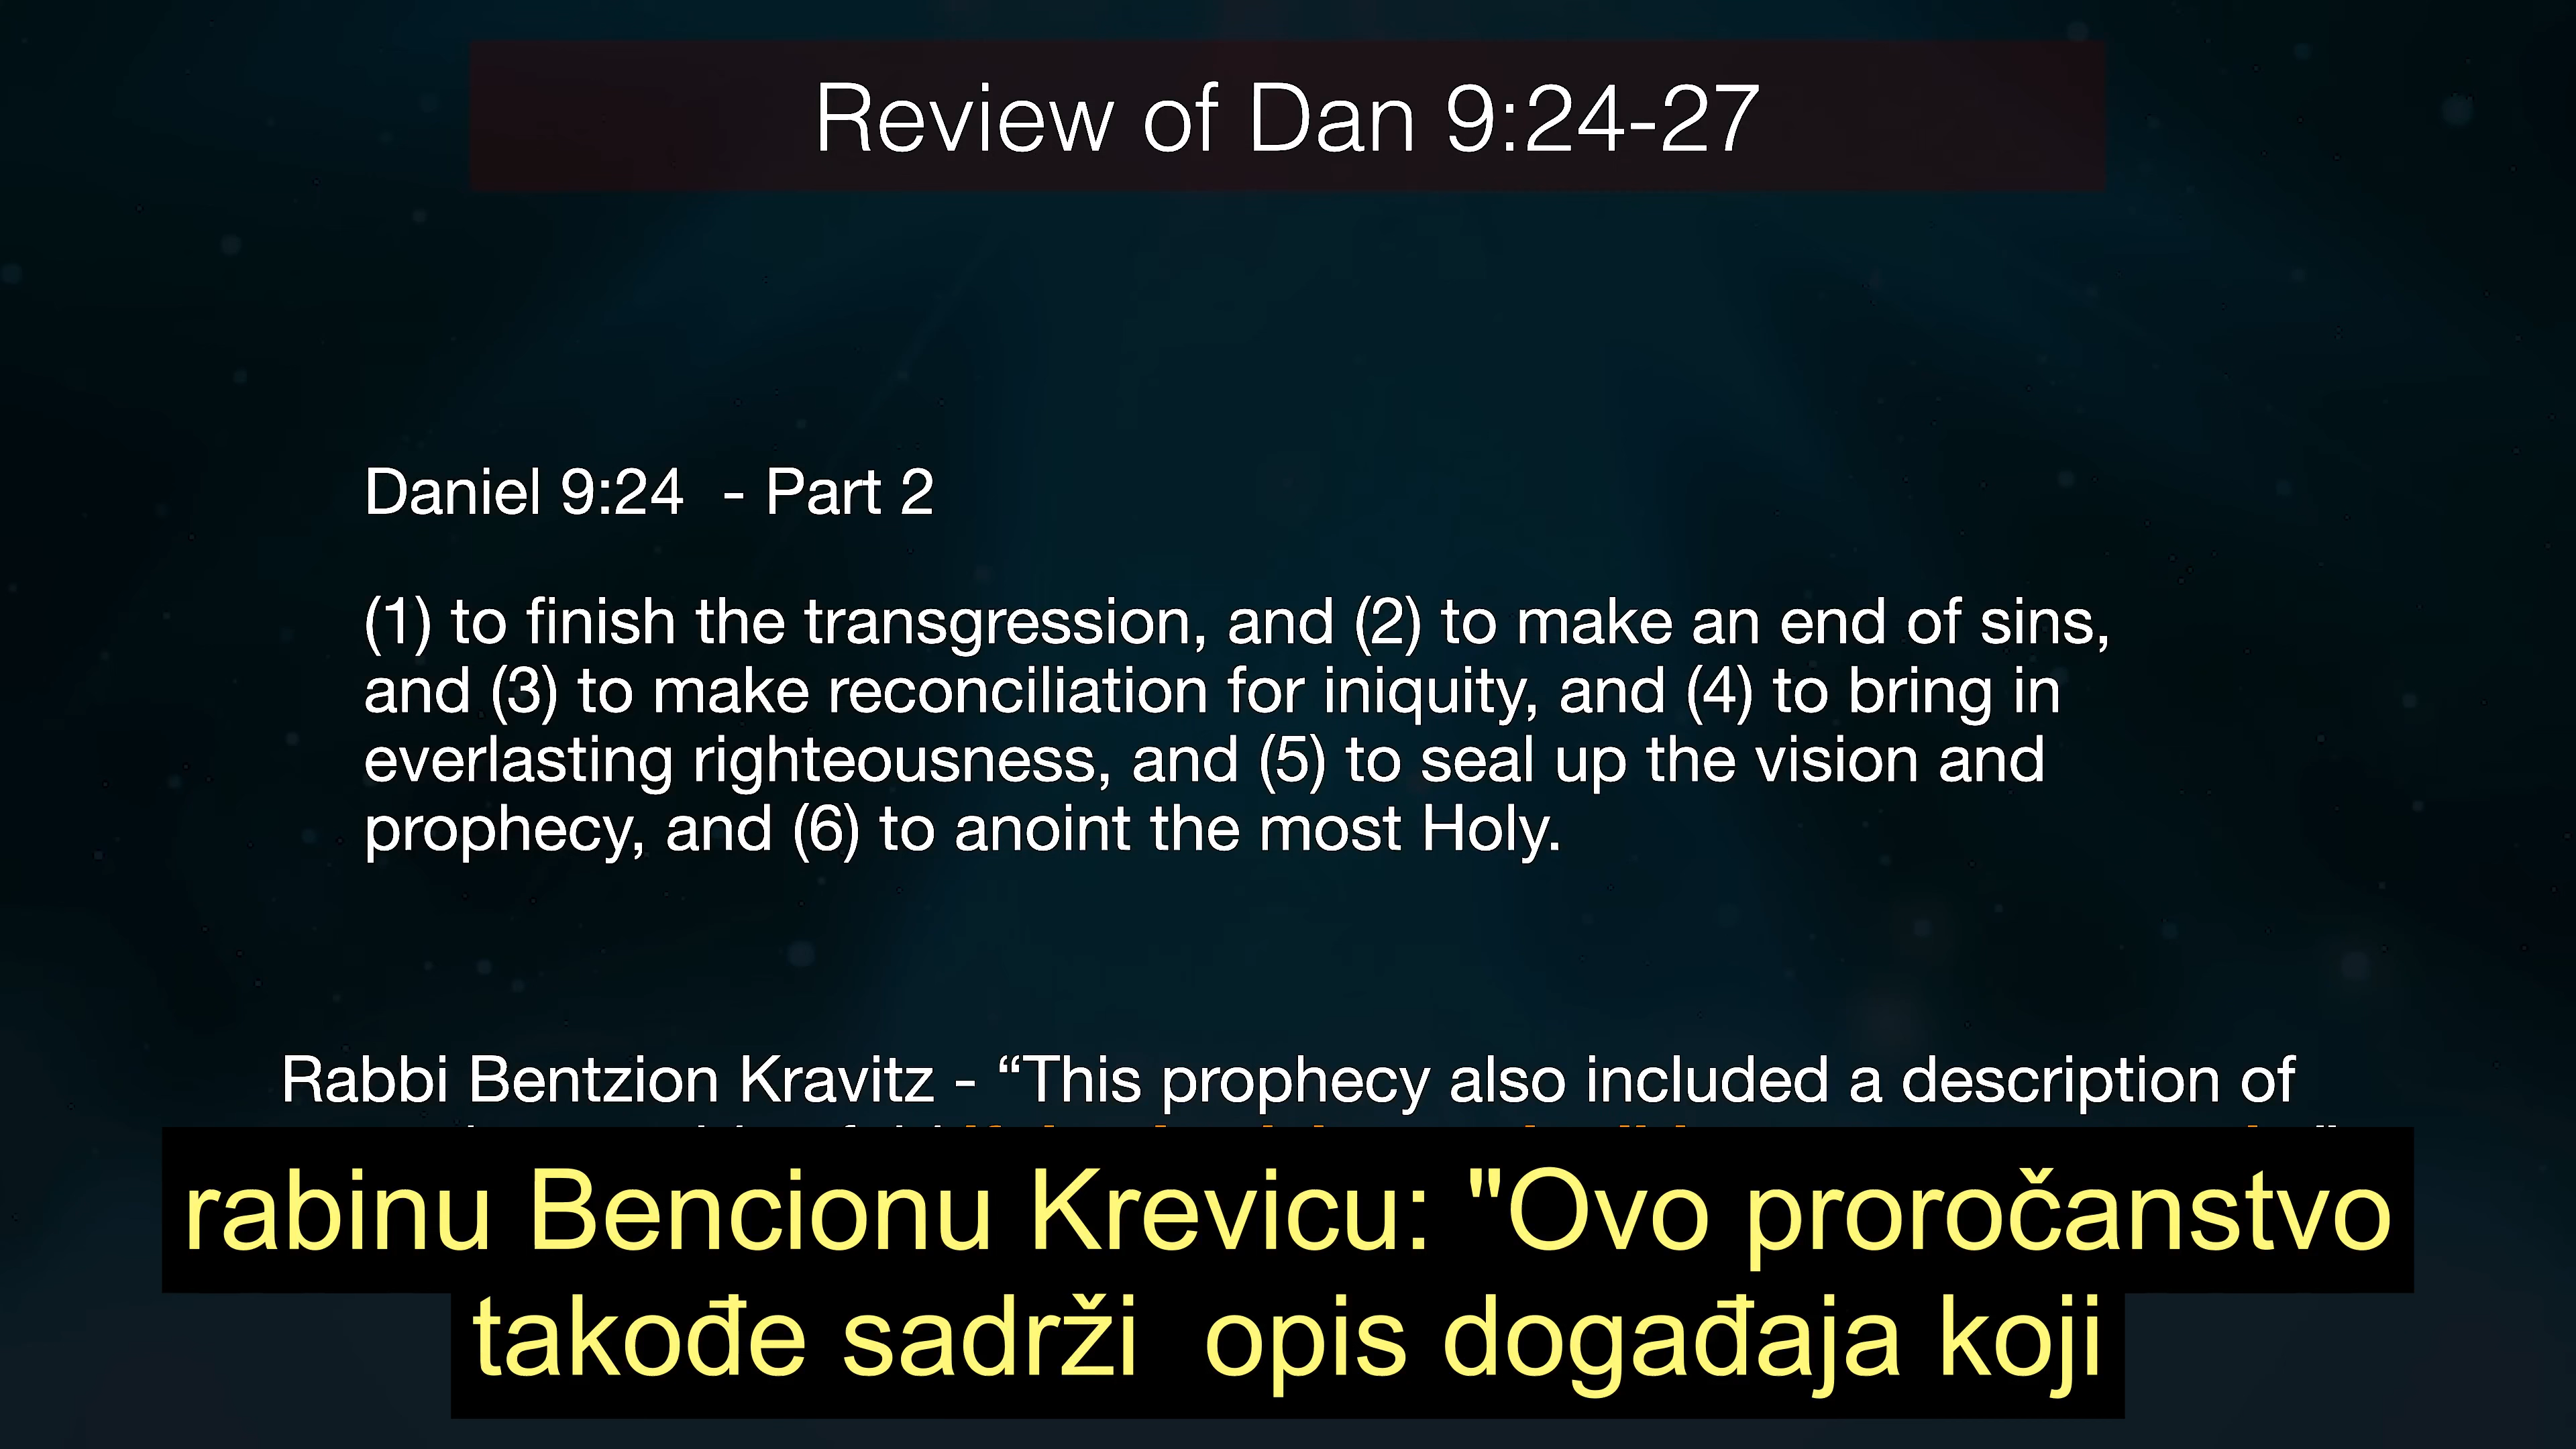 Review of Dan 9:24-27
Daniel 9:24 - Part 2
(1) to finish the transgression, and (2) to make an end of sins,
and (3) to make reconciliation for iniquity, and (4) to bring in
everlasting righteousness, and (5) to seal up the vision and
prophecy, and (6) to anoint the most Holy.
Rabbi Bentzion Kravitz - “This prophecy also included a description of
rabinu Bencionu Krevicu: "Ovo proročanstvo
takođe sadrži opis događaja koji